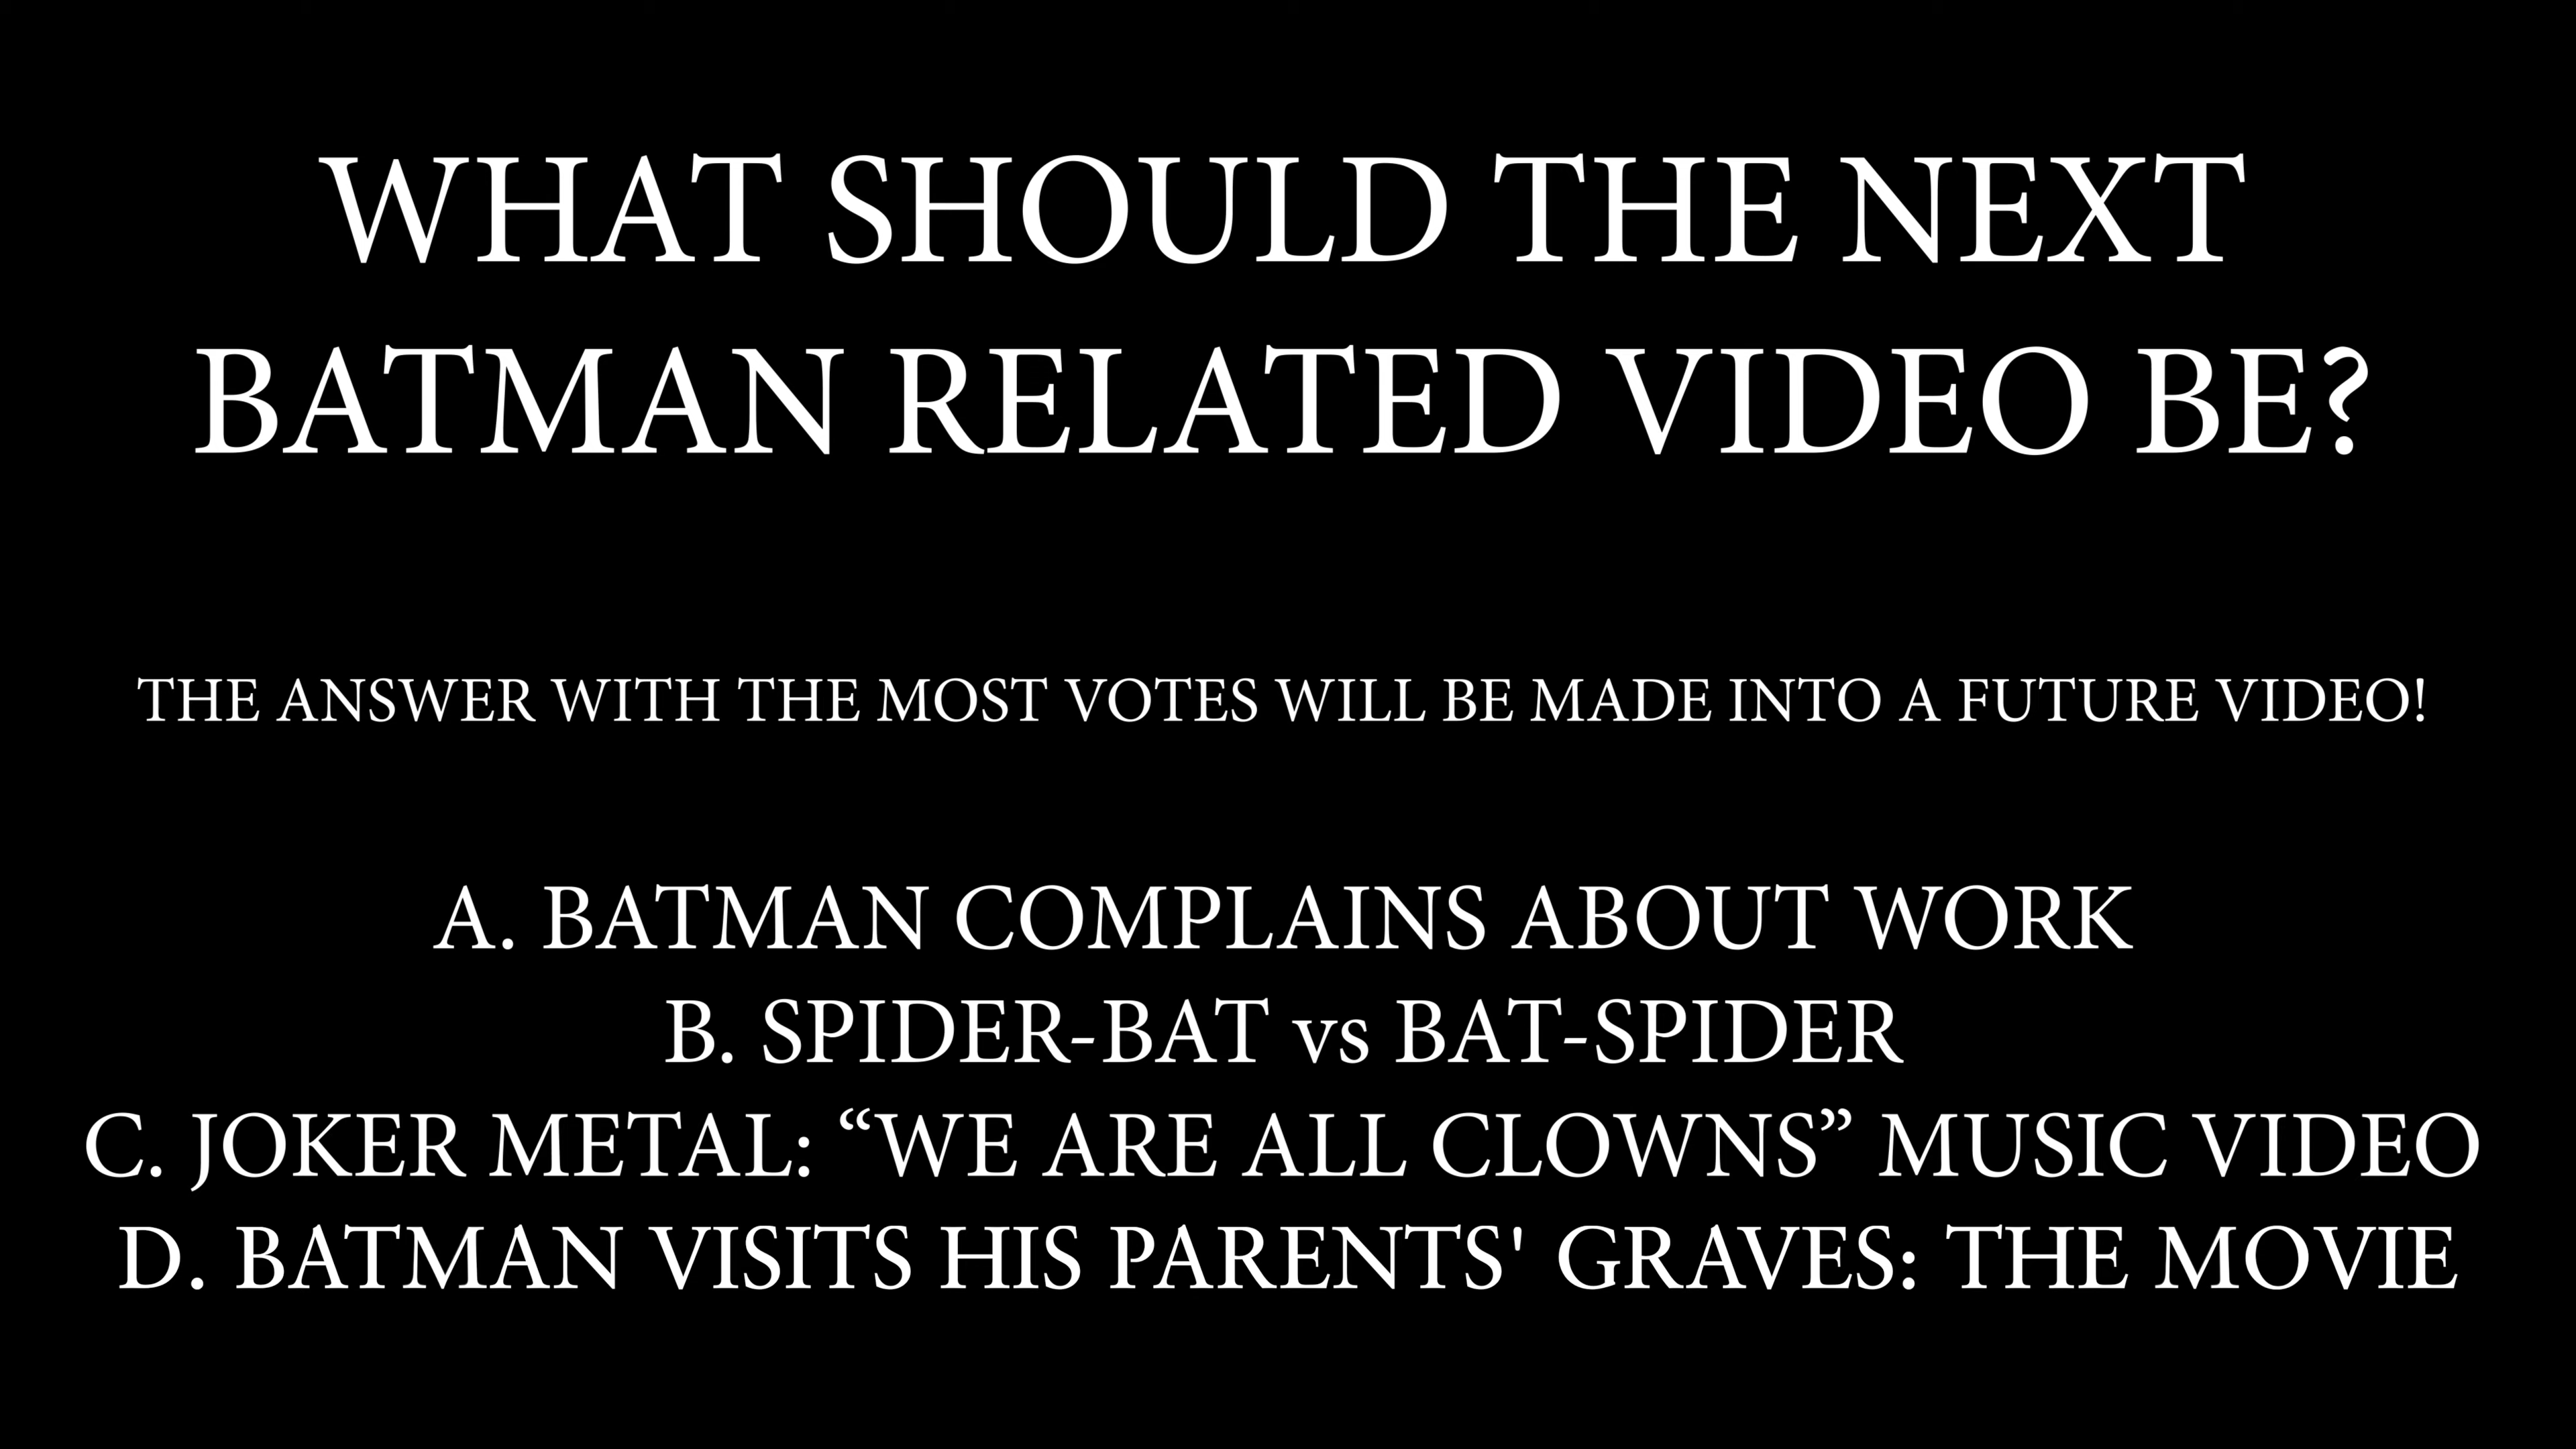 WHAT SHOULD THE NEXT
BATMAN RELATED VIDEO BE?
THE ANSWER WITH THE MOST VOTES WILL BE MADE INTO A FUTURE VIDEO!
A. BATMAN COMPLAINS ABOUT WORK
B. SPIDER-BAT vs BAT-SPIDER
C. JOKER METAL: “WE ARE ALL CLOWNS” MUSIC VIDEO
D. BATMAN VISITS HIS PARENTS' GRAVES: THE MOVIE